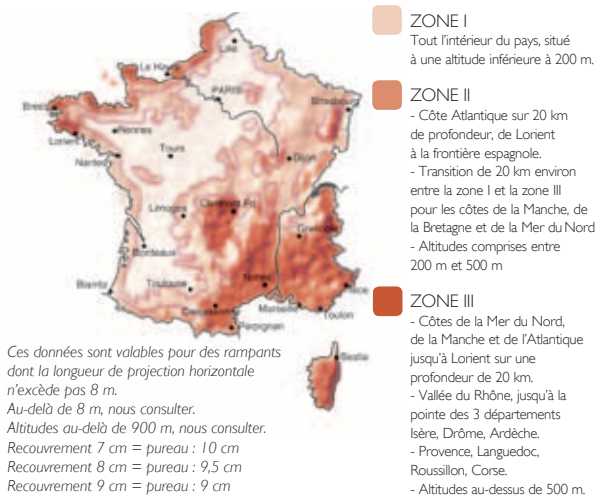 Lille
Le Havre
PARIS
Strasbourg
Brest
Rennes
Lorient
Nantes
Tours
Dijon
Limoges
Clermont Fd
Grenoble
Bordeaux
Biarritz
Toulouse
Nimes
Nice
Carcassonne
Marseille
Toulon
Perpignan
Bastia
Ces données sont valables pour des rampants
dont la longueur de projection horizontale
n'excède pas 8 m.
Au-delà de 8 m, nous consulter.
Altitudes au-delà de 900 m, nous consulter.
Recouvrement 7 cm = pureau : 10 cm
Recouvrement 8 cm = pureau : 9,5 cm
Recouvrement 9 cm = pureau : 9 cm
ZONE I
Tout l'intérieur du pays, situé
à une altitude inférieure à 200 m.
ZONE II
- Côte Atlantique sur 20 km
de profondeur, de Lorient
à la frontière espagnole.
- Transition de 20 km environ
entre la zone I et la zone III
pour les côtes de la Manche, de
la Bretagne et de la Mer du Nord
- Altitudes comprises entre
200 m et 500 m
ZONE III
- Côtes de la Mer du Nord,
de la Manche et de l'Atlantique
jusqu'à Lorient sur une
profondeur de 20 km.
- Vallée du Rhône, jusqu'à la
pointe des 3 départements
Isère, Drôme, Ardèche.
- Provence, Languedoc,
Roussillon, Corse.
- Altitudes au-dessus de 500 m.